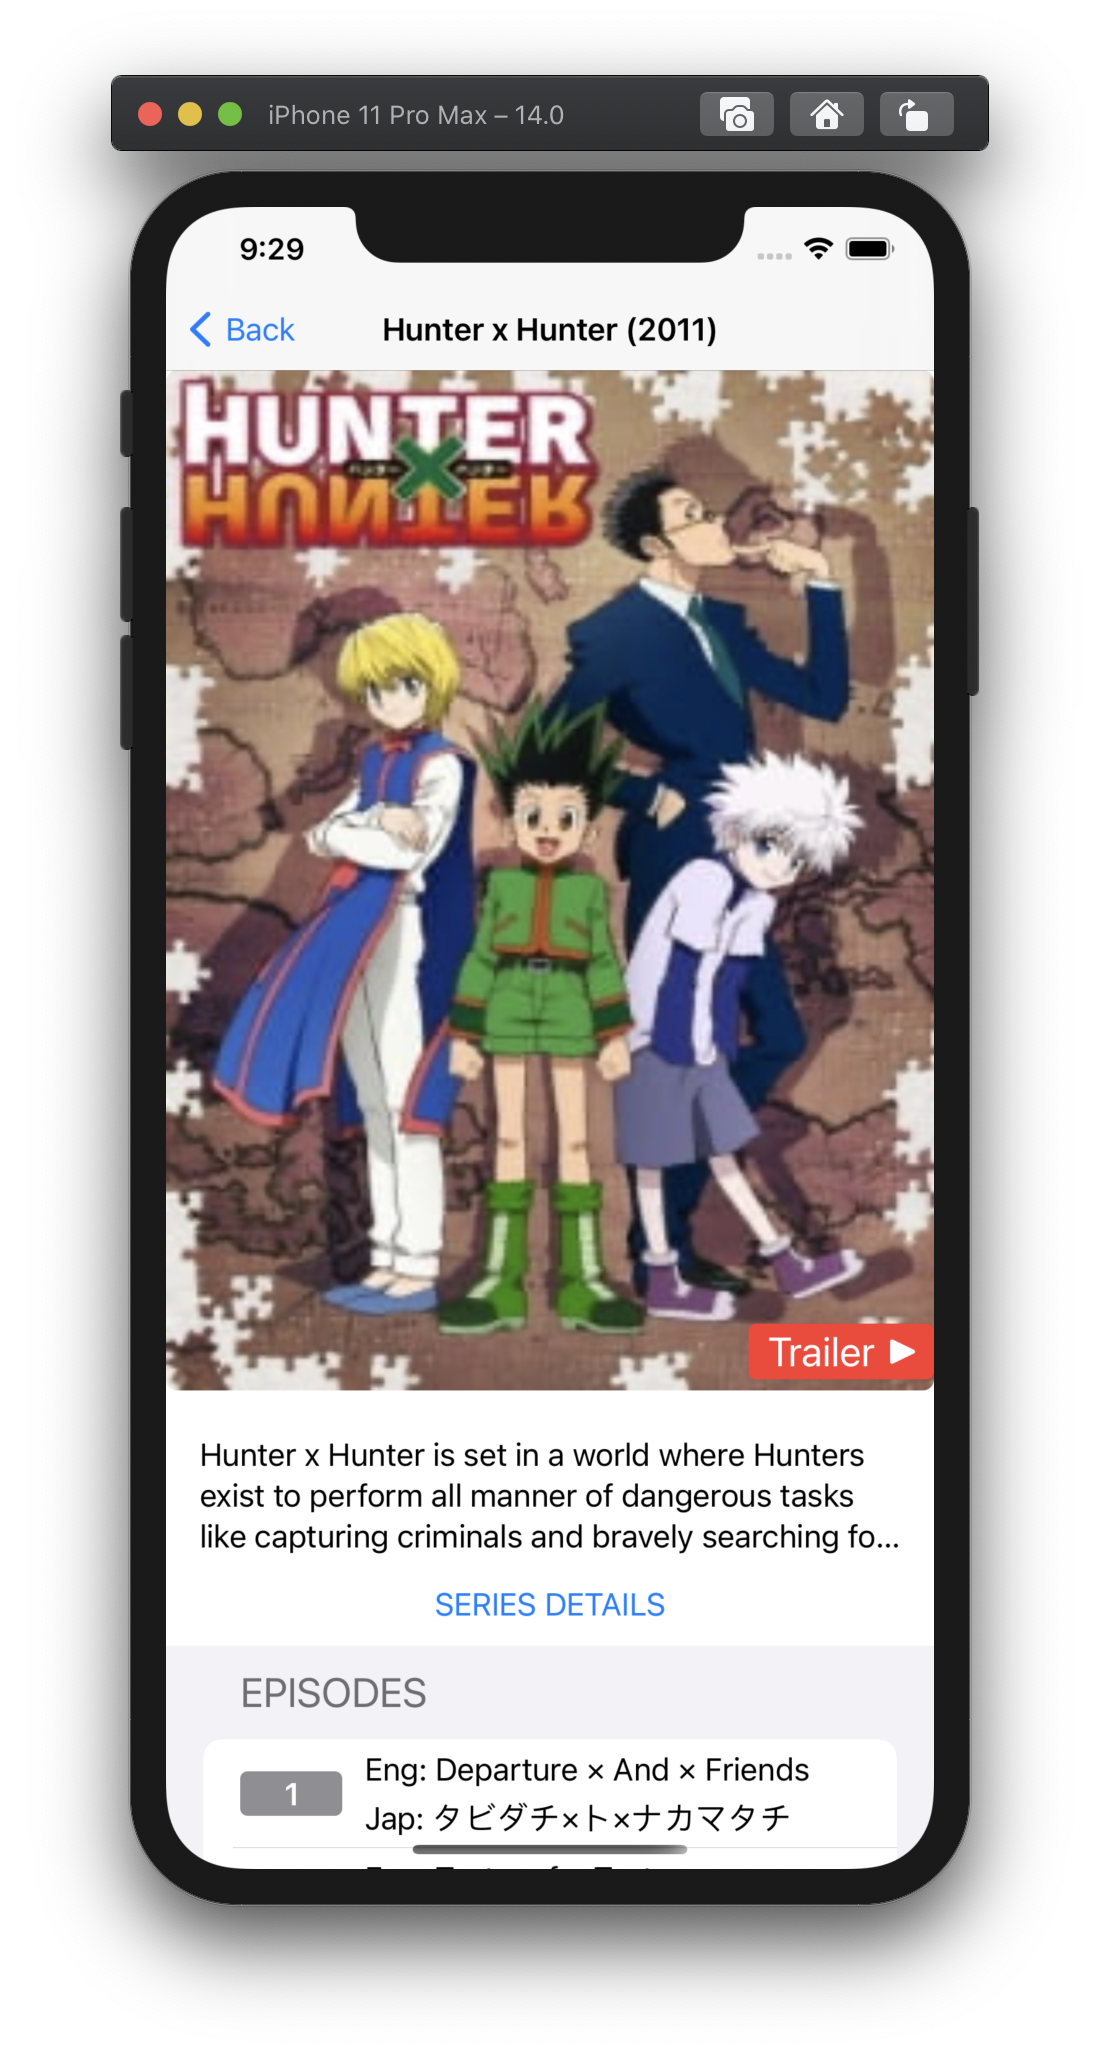 iPhone 11 Pro Max – 14.0
9:29
Back
Hunter x Hunter (2011)
HUNTER
×
ハンター ハンター
HUNTER
Trailer
Hunter x Hunter is set in a world where Hunters
exist to perform all manner of dangerous tasks
like capturing criminals and bravely searching fo...
SERIES DETAILS
EPISODES
1
Eng: Departure × And × Friends
Jap: タビダチ×ト×ナカマタチ